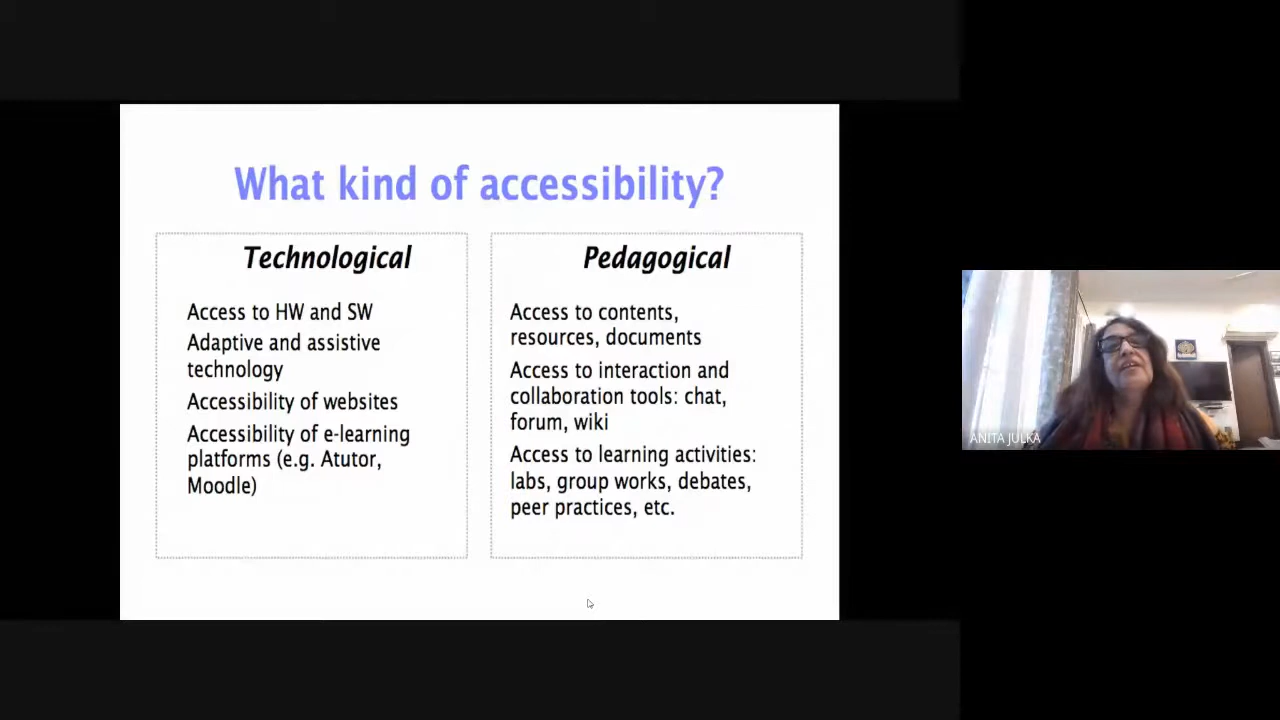 What kind of accessibility?
Technological
Access to HW and SW
Adaptive and assistive
technology
Accessibility of websites
Accessibility of e-learning
platforms (e.g. Atutor,
Moodle)
Pedagogical
Access to contents,
resources, documents
Access to interaction and
collaboration tools: chat,
forum, wiki
Access to learning activities:
labs, group works, debates,
peer practices, etc.
ANITA JULKA